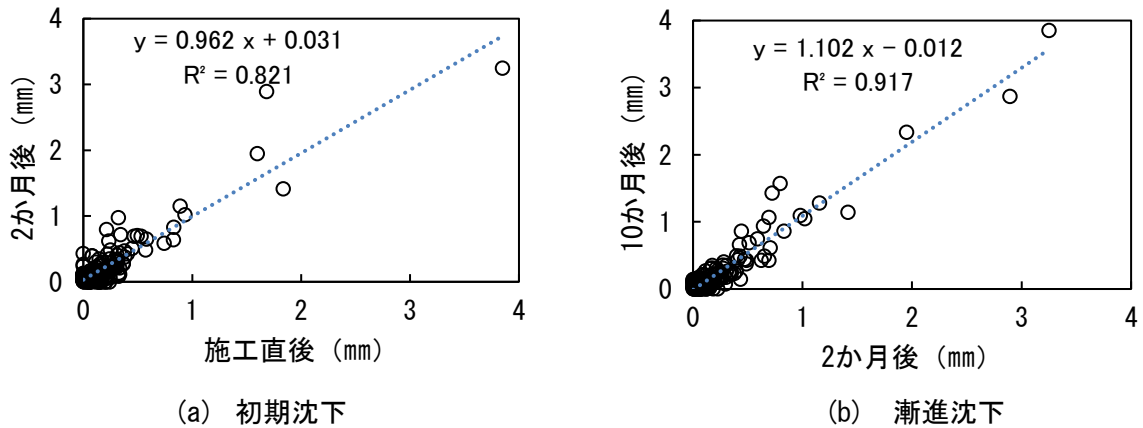 4
3
2
1
0
2か月後 (mm)
y = 0.962 x + 0.031
R² = 0.821
0 1 2 3 4
施工直後 (mm)
(a) 初期沈下
4
3
2
1
0
10か月後 (mm)
y = 1.102 x − 0.012
R² = 0.917
0 1 2 3 4
2か月後 (mm)
(b) 漸進沈下